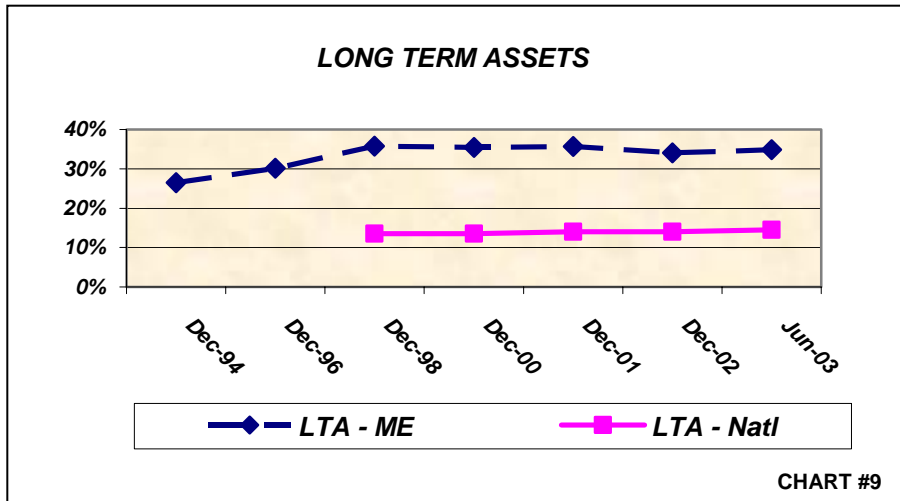 LONG TERM ASSETS
40%
30%
20%
10%
0%
Dec-94
Dec-96
Dec-98
Dec-00
Dec-01
Dec-02
Jun-03
LTA - ME
LTA - Natl
CHART #9